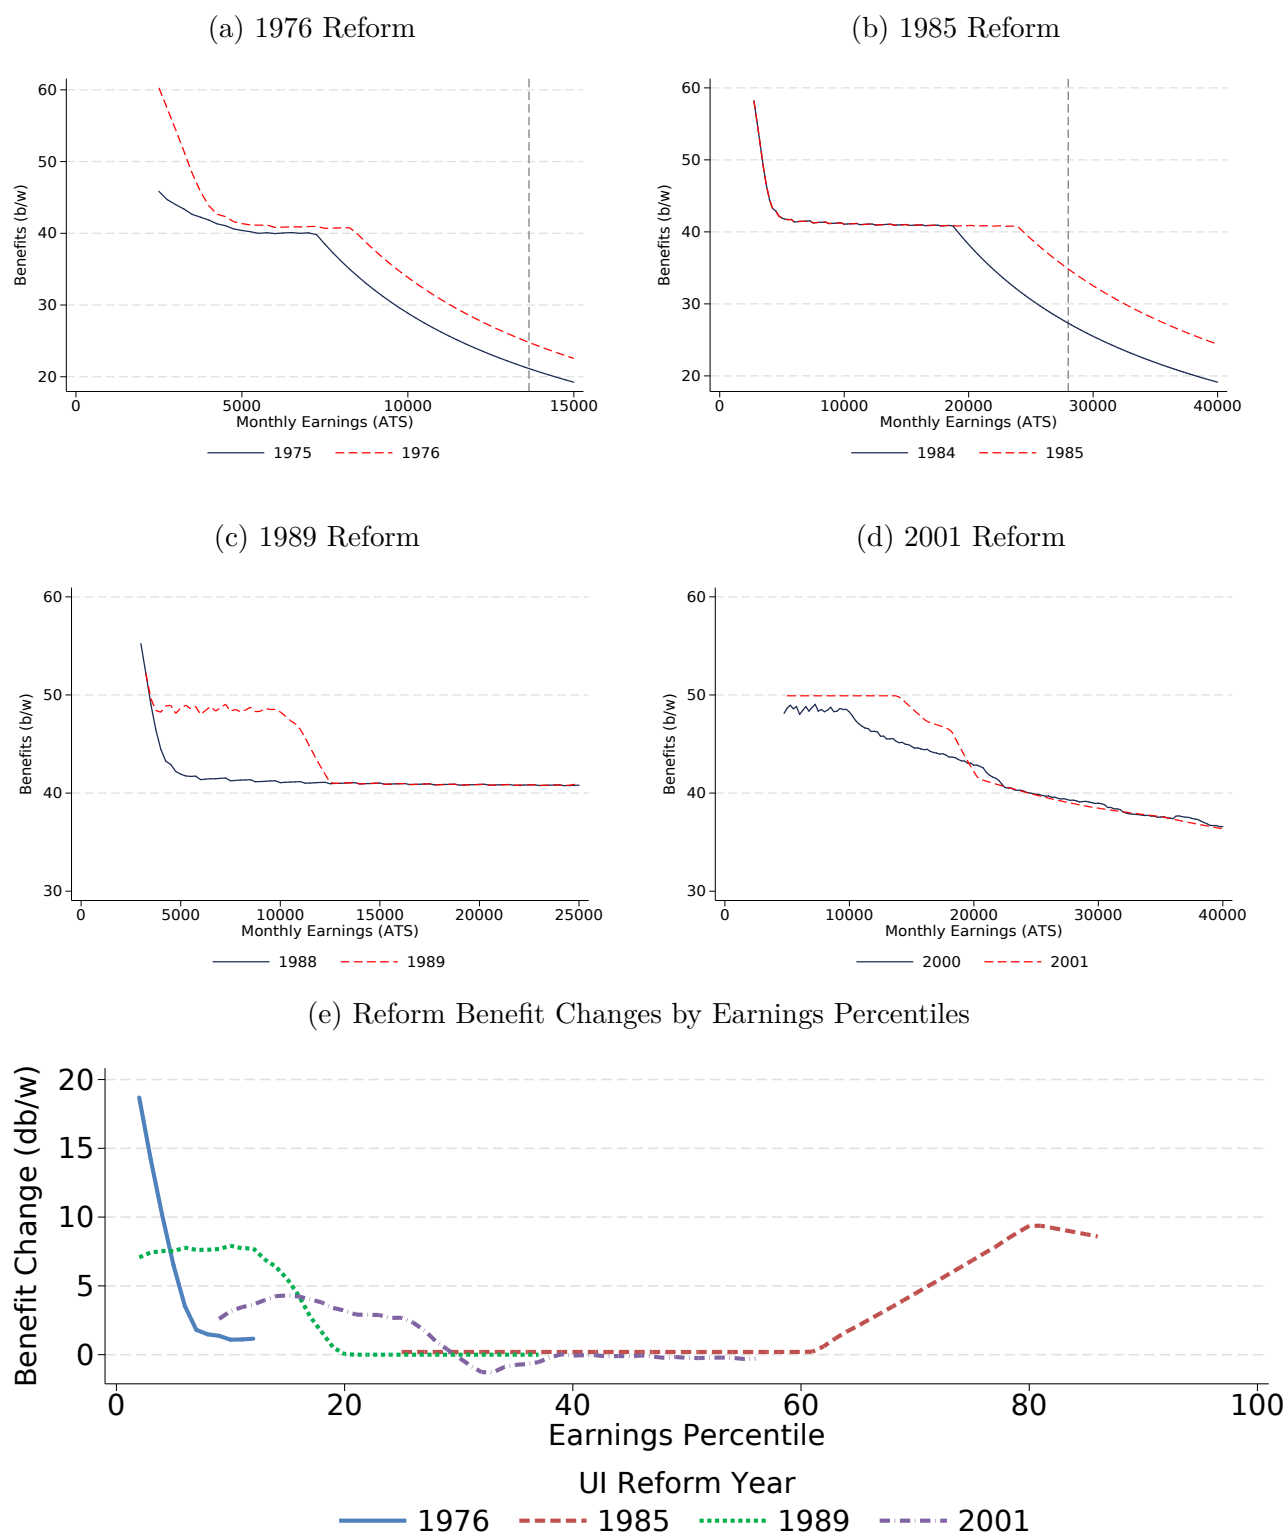 (a) 1976 Reform
Benefits (b/w)
60
50
40
30
20
0 5000 10000 15000
Monthly Earnings (ATS)
1975 1976
(b) 1985 Reform
Benefits (b/w)
60
50
40
30
20
0 10000 20000 30000 40000
Monthly Earnings (ATS)
1984 1985
(c) 1989 Reform
Benefits (b/w)
60
50
40
30
0 5000 10000 15000 20000 25000
Monthly Earnings (ATS)
1988 1989
(d) 2001 Reform
Benefits (b/w)
60
50
40
30
0 10000 20000 30000 40000
Monthly Earnings (ATS)
2000 2001
(e) Reform Benefit Changes by Earnings Percentiles
Benefit Change (db/w)
20
15
10
5
0
0 20 40 60 80 100
Earnings Percentile
UI Reform Year
1976 1985 1989 2001